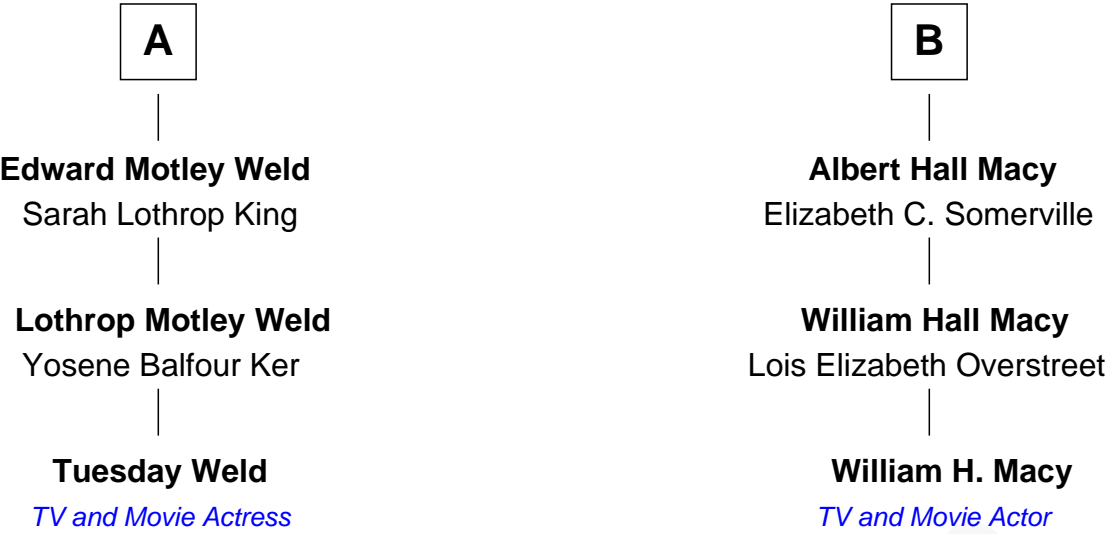 A
Edward Motley Weld
Sarah Lothrop King
Lothrop Motley Weld
Yosene Balfour Ker
Tuesday Weld
TV and Movie Actress
B
Albert Hall Macy
Elizabeth C. Somerville
William Hall Macy
Lois Elizabeth Overstreet
William H. Macy
TV and Movie Actor